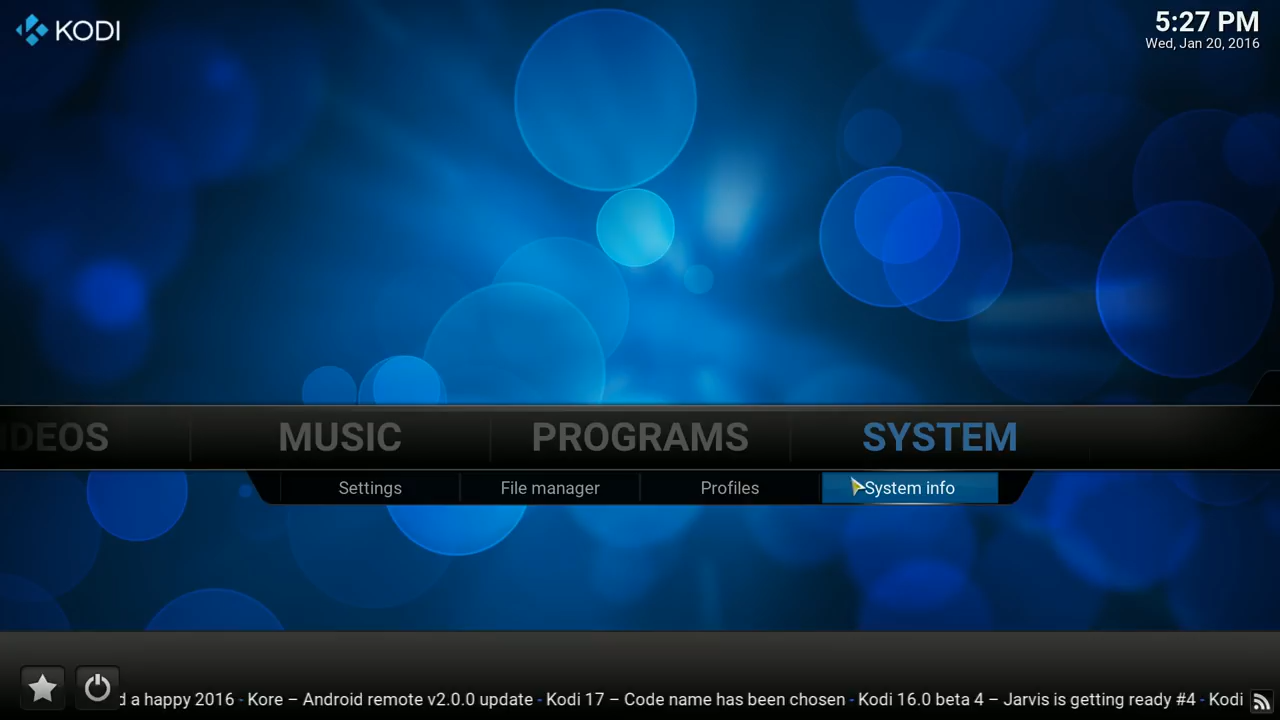 KODI
5:27 PM
Wed, Jan 20, 2016
DEOS MUSIC PROGRAMS SYSTEM
Settings File manager Profiles System info
d a happy 2016 - Kore – Android remote v2.0.0 update - Kodi 17 – Code name has been chosen - Kodi 16.0 beta 4 – Jarvis is getting ready #4 - Kodi